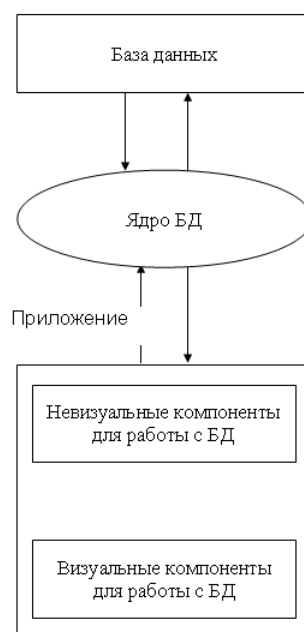 База данных
Ядро БД
Приложение
Невизуальные компоненты
для работы с БД
Визуальные компоненты
для работы с БД